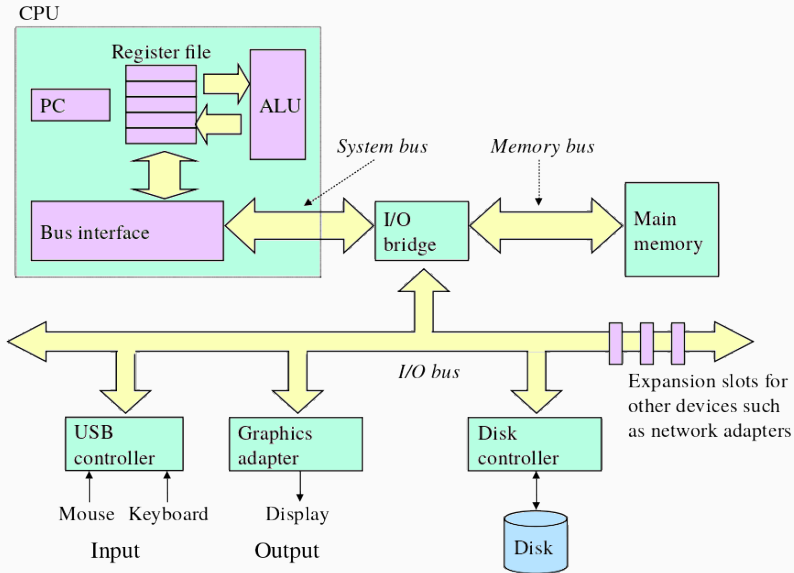 CPU
Register file
PC
ALU
System bus
Memory bus
Bus interface
I/O
bridge
Main
memory
I/O bus
Expansion slots for
other devices such
as network adapters
USB
controller
Graphics
adapter
Disk
controller
Mouse
Keyboard
Display
Input
Output
Disk